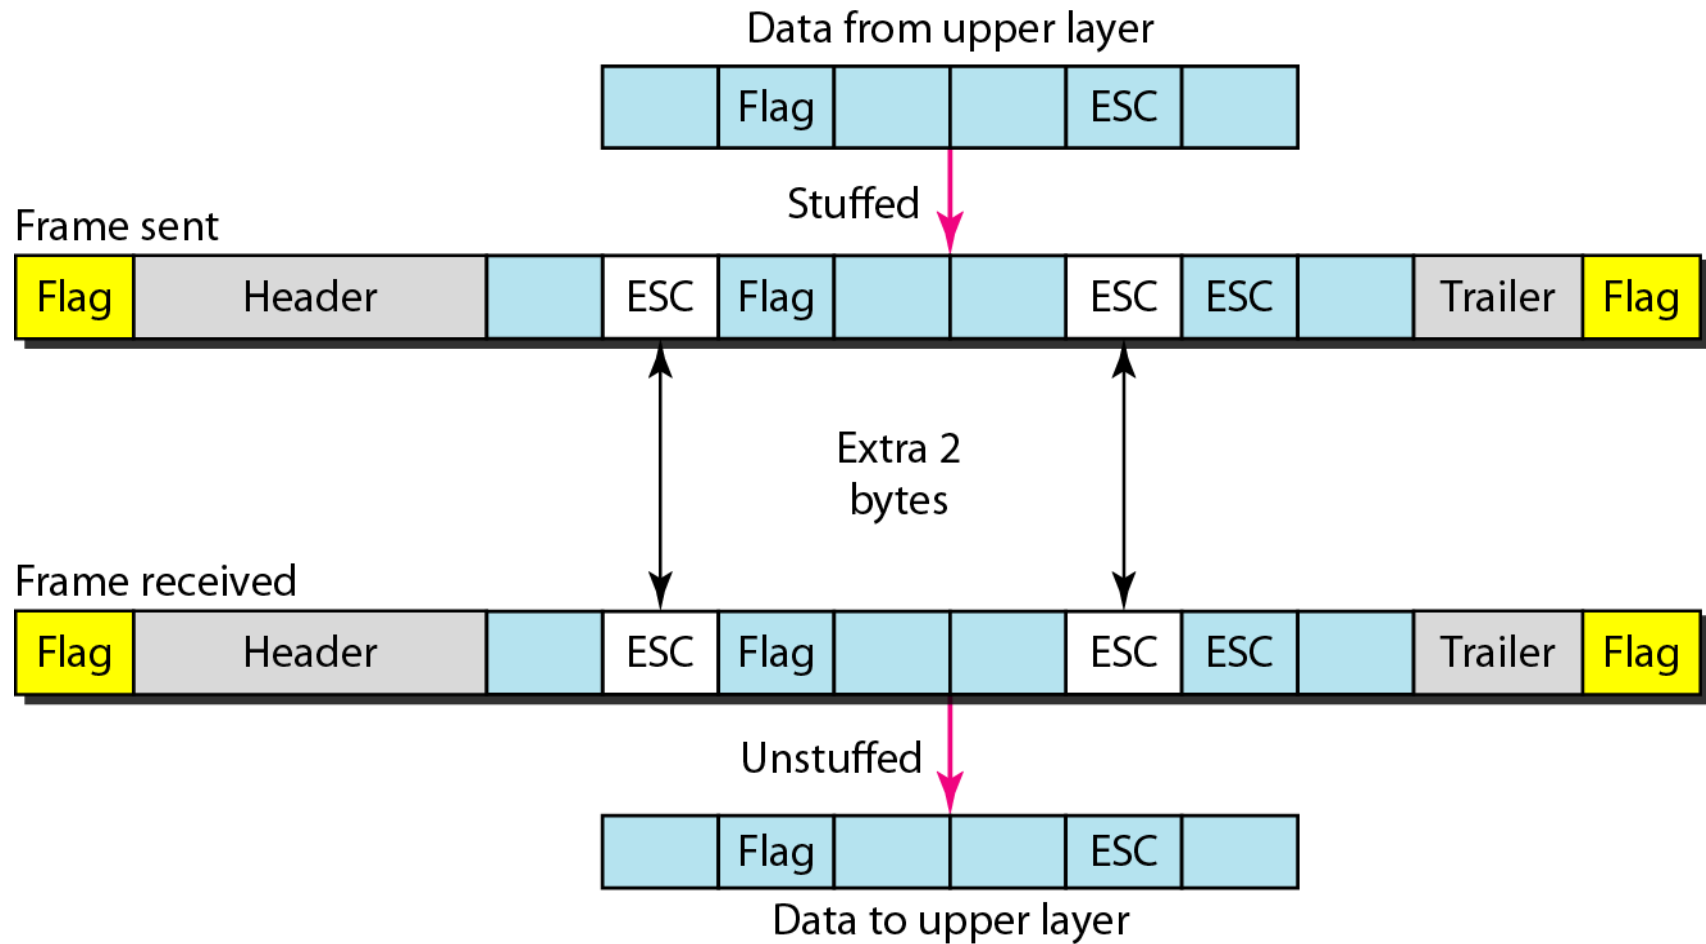 Data from upper layer
Flag ESC
Stuffed
Frame sent
Flag Header ESC Flag ESC ESC Trailer Flag
Extra 2
bytes
Frame received
Flag Header ESC Flag ESC ESC Trailer Flag
Unstuffed
Flag ESC
Data to upper layer